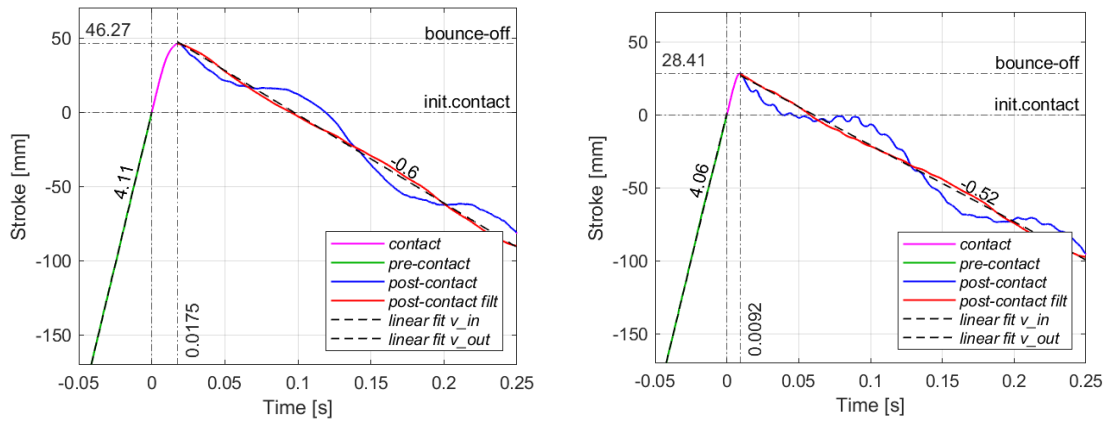 50
0
-50
-100
-150
Stroke [mm]
46.27
bounce-off
init.contact
4.11
-0.6
0.0175
contact
pre-contact
post-contact
post-contact filt
linear fit v_in
linear fit v_out
-0.05
0
0.05
0.1
0.15
0.2
0.25
Time [s]
50
0
-50
-100
-150
Stroke [mm]
28.41
bounce-off
init.contact
4.06
-0.52
0.0092
contact
pre-contact
post-contact
post-contact filt
linear fit v_in
linear fit v_out
-0.05
0
0.05
0.1
0.15
0.2
0.25
Time [s]